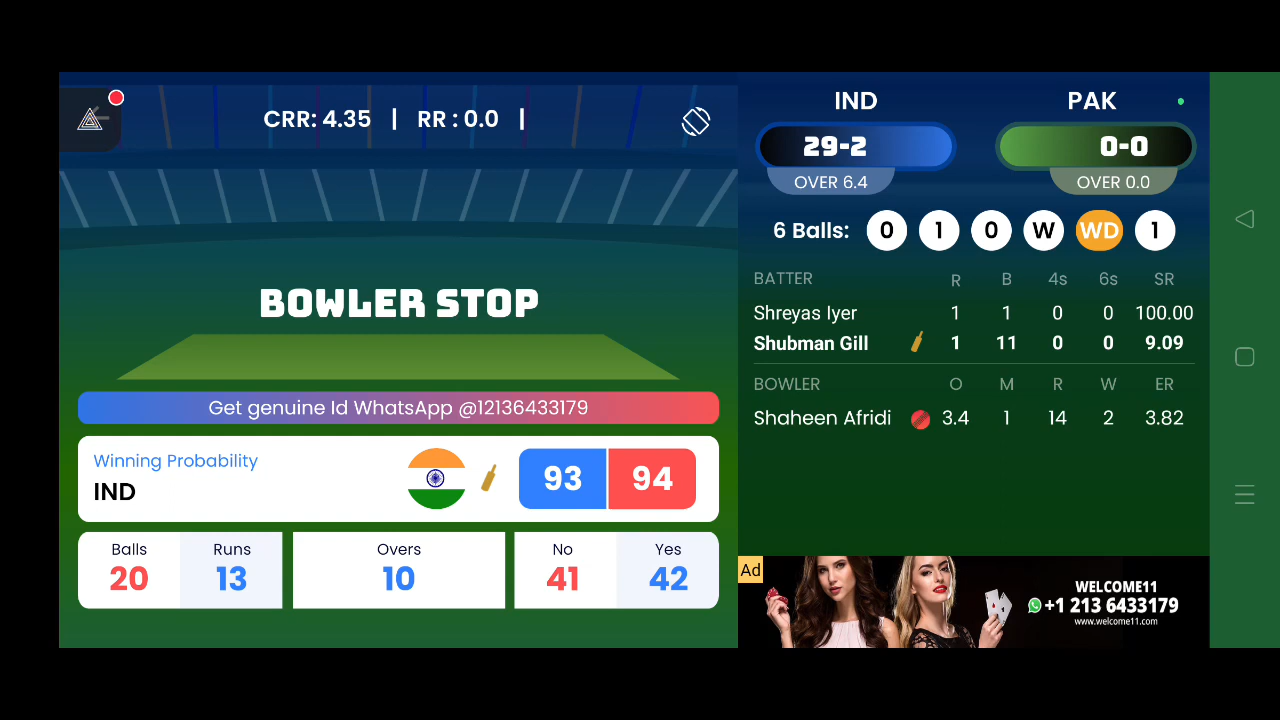 CRR: 4.35 | RR : 0.0 |
BOWLER STOP
Get genuine Id WhatsApp @12136433179
Winning Probability
IND
93 94
Balls Runs Overs No Yes
20 13 10 41 42
IND PAK
29-2 0-0
OVER 6.4 OVER 0.0
6 Balls: 0 1 0 W WD 1
BATTER R B 4s 6s SR
Shreyas Iyer 1 1 0 0 100.00
Shubman Gill 1 11 0 0 9.09
BOWLER O M R W ER
Shaheen Afridi 3.4 1 14 2 3.82
Ad
WELCOME11
+1 213 6433179
www.welcome11.com